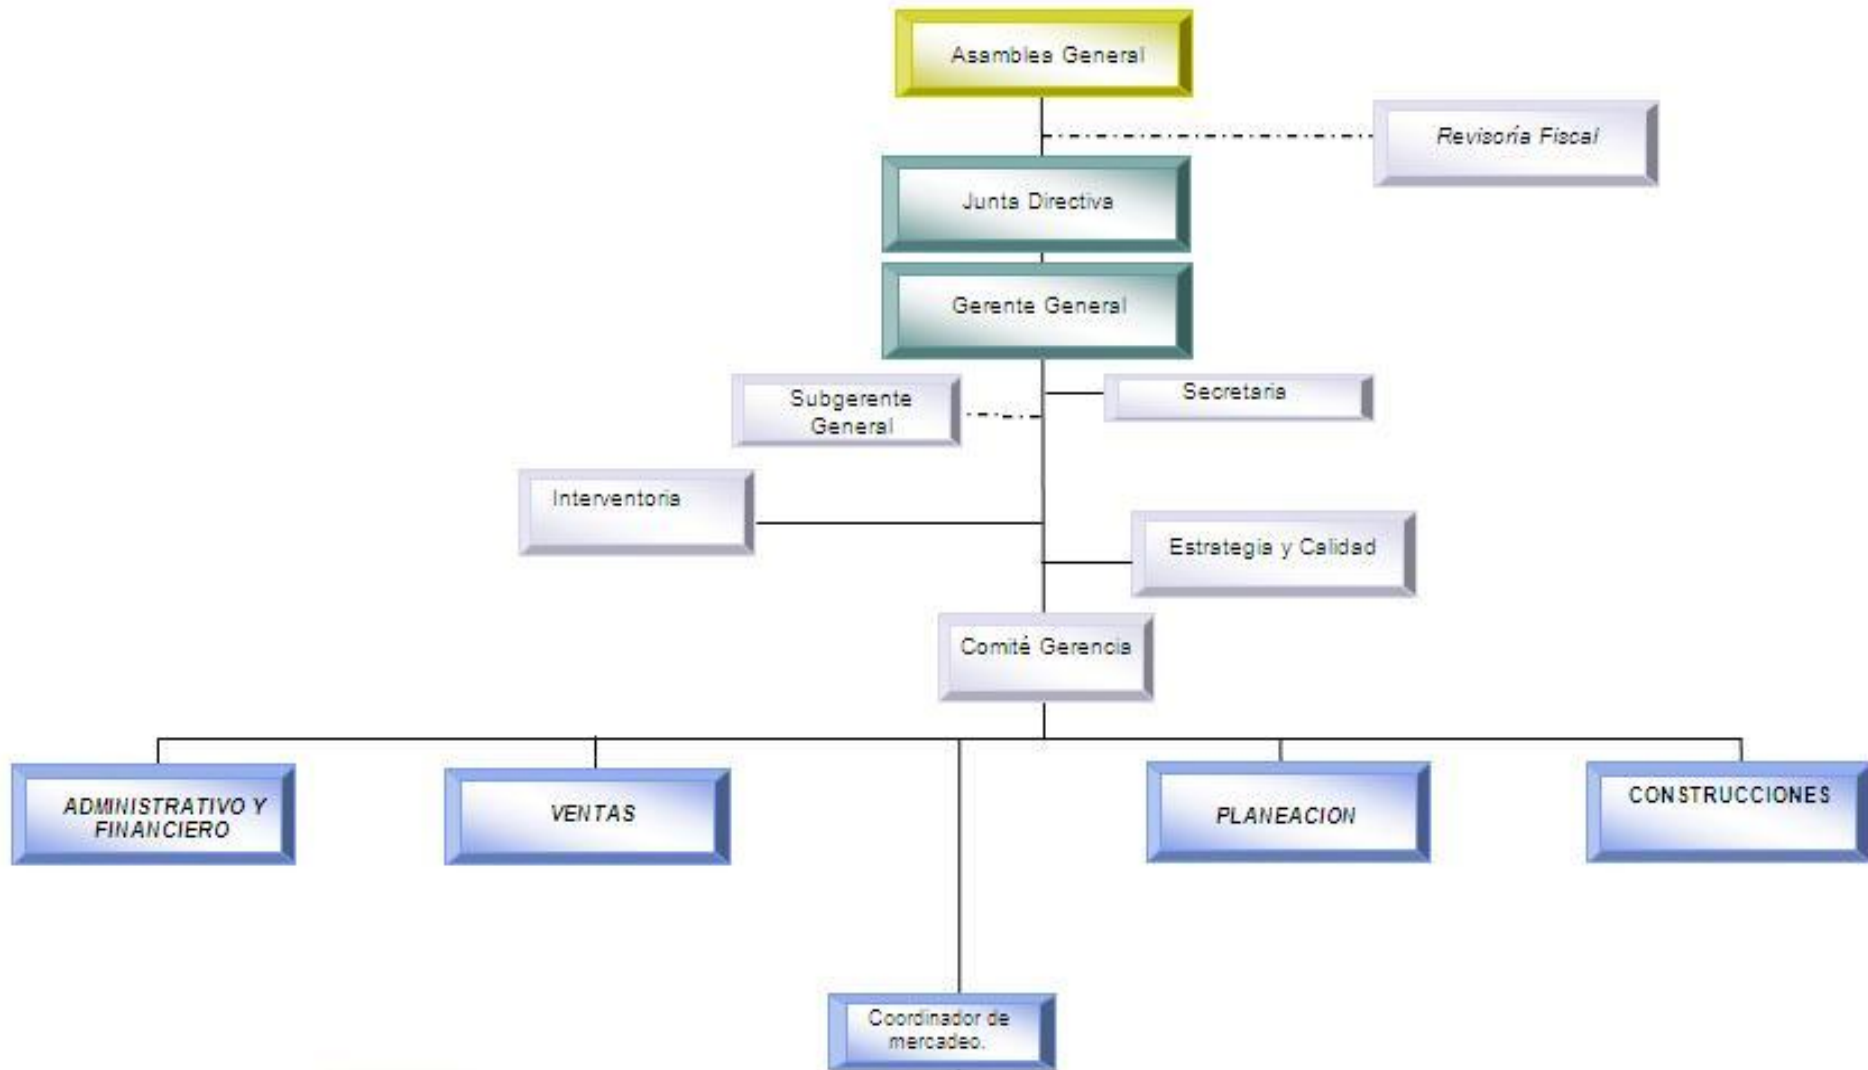 Asamblea General
Revisoría Fiscal
Junta Directiva
Gerente General
Subgerente
General
Secretaria
Interventoria
Estrategia y Calidad
Comité Gerencia
ADMINISTRATIVO Y
FINANCIERO
VENTAS
PLANEACION
CONSTRUCCIONES
Coordinador de
mercadeo.